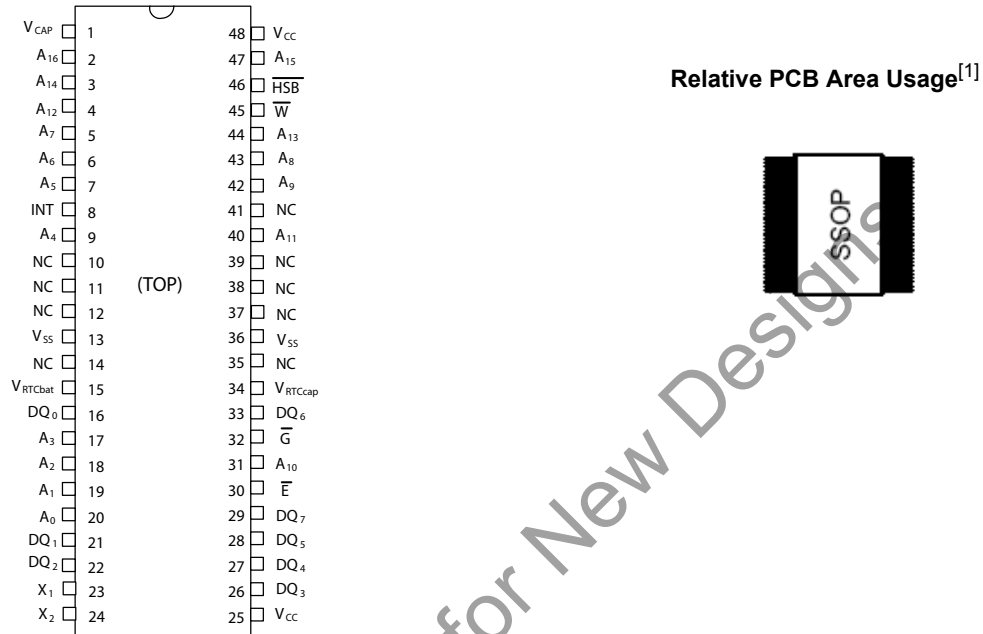 VCAP 1 48 VCC
A16 2 47 A15
A14 3 46 HSB
A12 4 45 W
A7 5 44 A13
A6 6 43 A8
A5 7 42 A9
INT 8 41 NC
A4 9 40 A11
NC 10 39 NC
NC 11 (TOP) 38 NC
NC 12 37 NC
VSS 13 36 VSS
NC 14 35 NC
VRTCbat 15 34 VRTCcap
DQ0 16 33 DQ6
A3 17 32 G
A2 18 31 A10
A1 19 30 E
A0 20 29 DQ7
DQ1 21 28 DQ5
DQ2 22 27 DQ4
X1 23 26 DQ3
X2 24 25 VCC
Relative PCB Area Usage[1]
SSOP
for New Designs